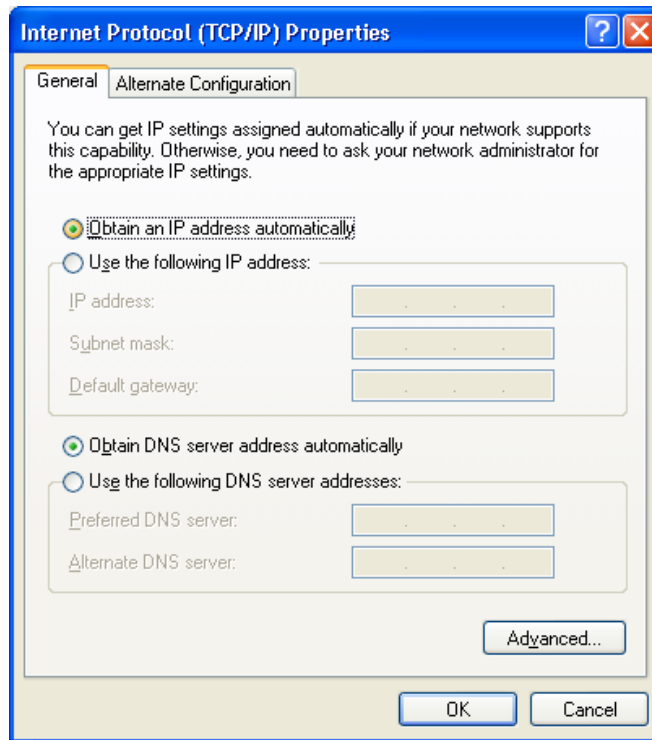 Internet Protocol (TCP/IP) Properties
General
Alternate Configuration
You can get IP settings assigned automatically if your network supports
this capability. Otherwise, you need to ask your network administrator for
the appropriate IP settings.
Obtain an IP address automatically
Use the following IP address:
IP address:
Subnet mask:
Default gateway:
Obtain DNS server address automatically
Use the following DNS server addresses:
Preferred DNS server:
Alternate DNS server:
Advanced...
OK
Cancel